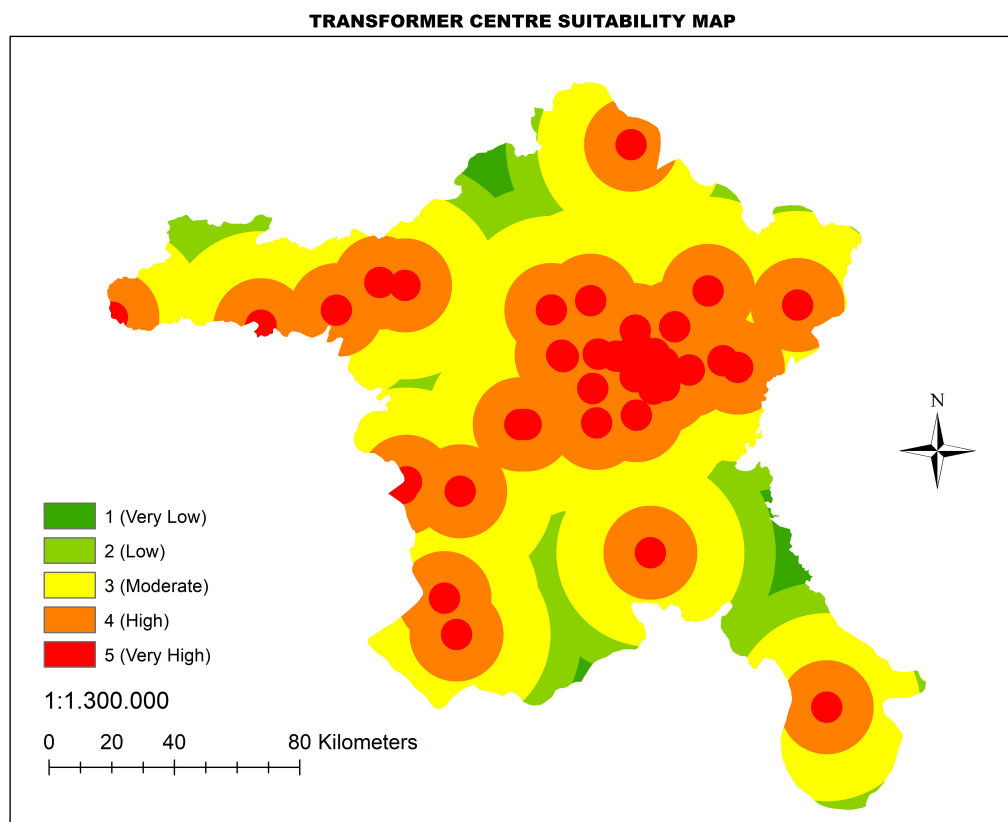 TRANSFORMER CENTRE SUITABILITY MAP
N
1 (Very Low)
2 (Low)
3 (Moderate)
4 (High)
5 (Very High)
1:1.300.000
0 20 40 80 Kilometers